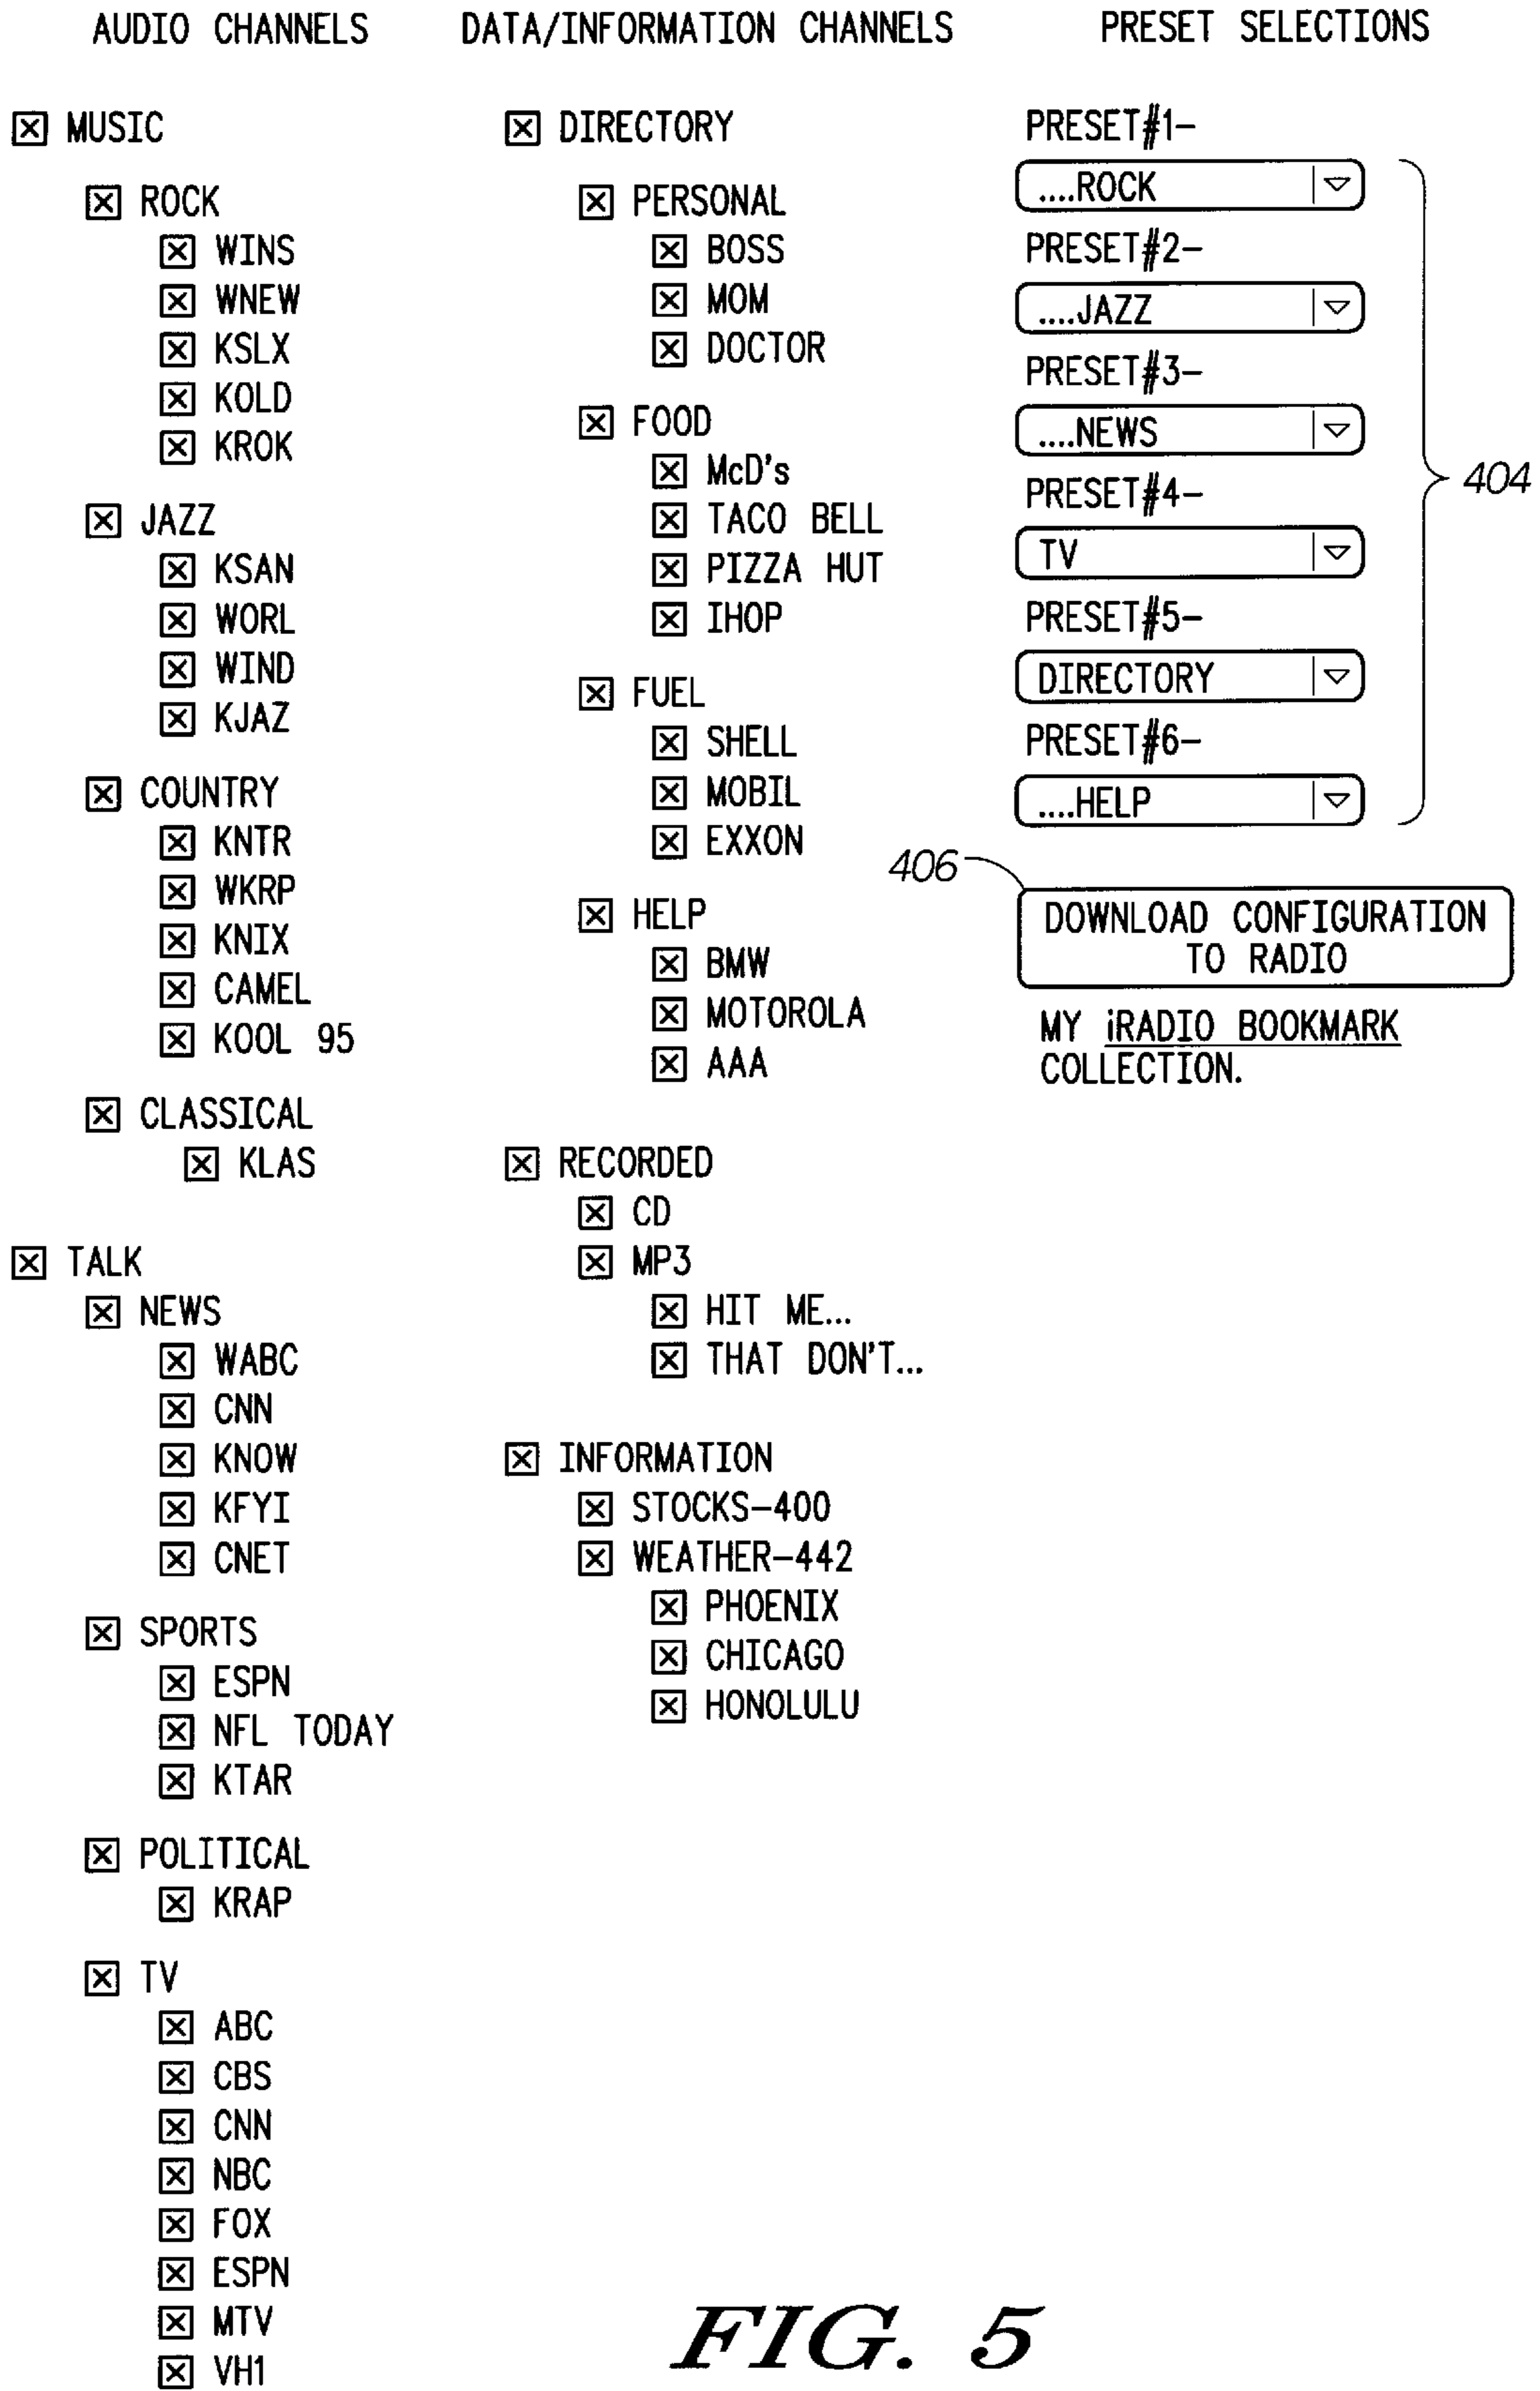 AUDIO CHANNELS
MUSIC
ROCK
WINS
WNEW
KSLX
KOLD
KROK
JAZZ
KSAN
WORL
WIND
KJAZ
COUNTRY
KNTR
WKRP
KNIX
CAMEL
KOOL 95
CLASSICAL
KLAS
TALK
NEWS
WABC
CNN
KNOW
KFYI
CNET
SPORTS
ESPN
NFL TODAY
KTAR
POLITICAL
KRAP
TV
ABC
CBS
CNN
NBC
FOX
ESPN
MTV
VH1
DATA/INFORMATION CHANNELS
DIRECTORY
PERSONAL
BOSS
MOM
DOCTOR
FOOD
McD's
TACO BELL
PIZZA HUT
IHOP
FUEL
SHELL
MOBIL
EXXON
HELP
BMW
MOTOROLA
AAA
RECORDED
CD
MP3
HIT ME...
THAT DON'T...
INFORMATION
STOCKS-400
WEATHER-442
PHOENIX
CHICAGO
HONOLULU
PRESET SELECTIONS
PRESET#1-
....ROCK
PRESET#2-
....JAZZ
PRESET#3-
....NEWS
PRESET#4-
TV
PRESET#5-
DIRECTORY
PRESET#6-
....HELP
404
406
DOWNLOAD CONFIGURATION
TO RADIO
MY iRADIO BOOKMARK
COLLECTION.
FIG. 5